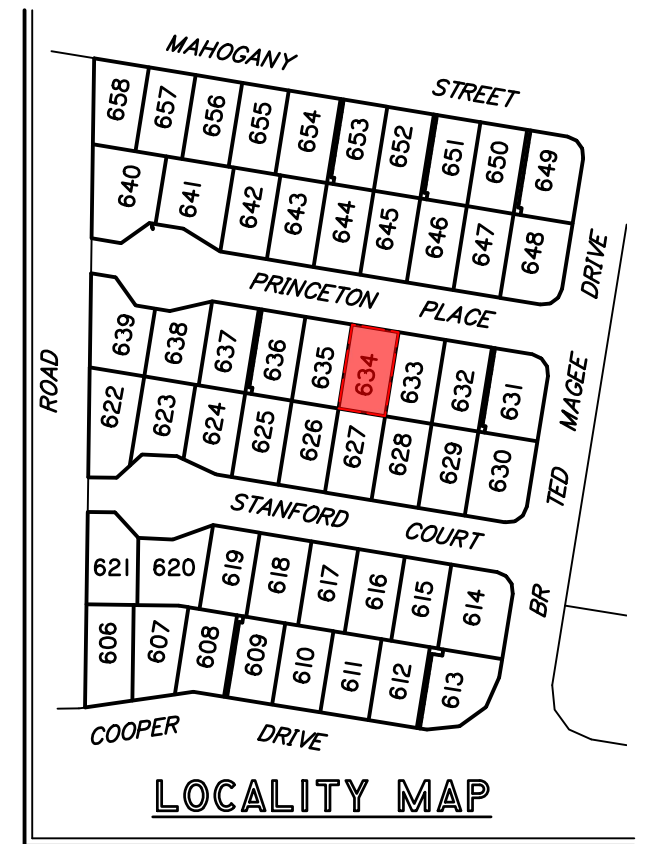 MAHOGANY STREET
658 657 656 655 654 653 652 651 650 649
640 641 642 643 644 645 646 647 648
DRIVE
PRINCETON PLACE
639 638 637 636 635 634 633 632 631
MAGEE
ROAD
622 623 624 625 626 627 628 629 630
TED
STANFORD COURT
621 620 619 618 617 616 615 614
BR
606 607 608 609 610 611 612 613
COOPER DRIVE
LOCALITY MAP